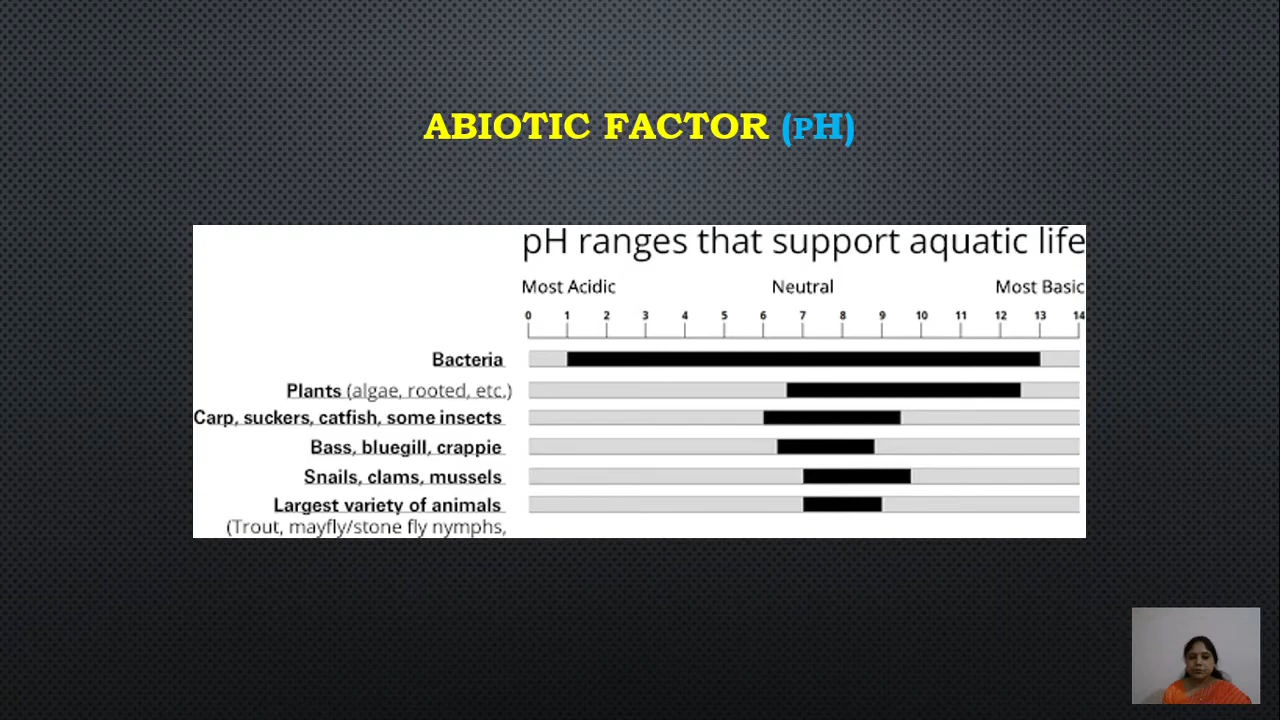 ABIOTIC FACTOR (pH)
pH ranges that support aquatic life
Most Acidic Neutral Most Basic
0 1 2 3 4 5 6 7 8 9 10 11 12 13 14
Bacteria
Plants (algae, rooted, etc.)
Carp, suckers, catfish, some insects
Bass, bluegill, crappie
Snails, clams, mussels
Largest variety of animals
(Trout, mayfly/stone fly nymphs,